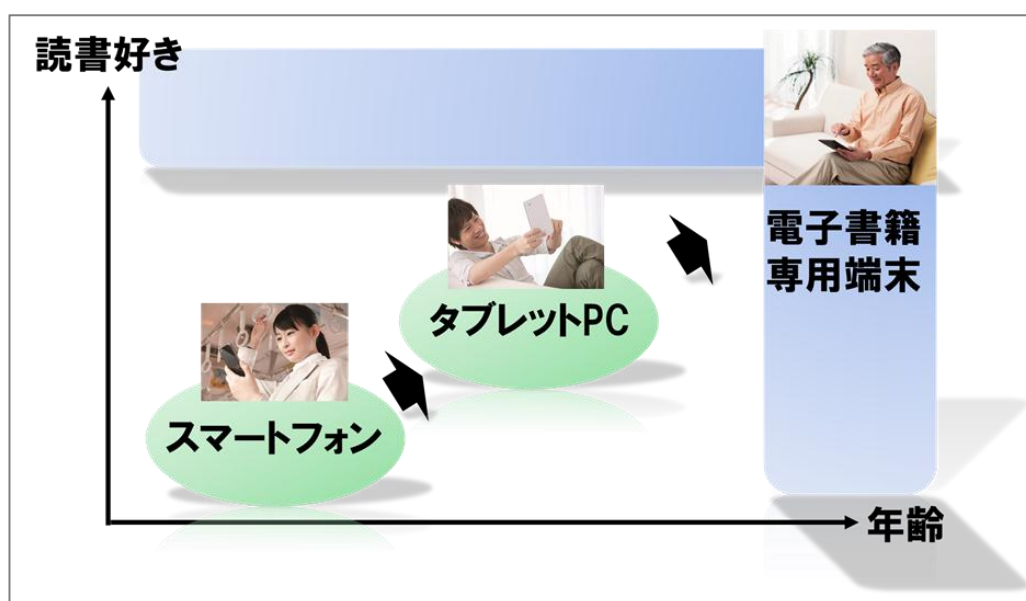 読書好き
電子書籍
専用端末
タブレットPC
スマートフォン
年齢